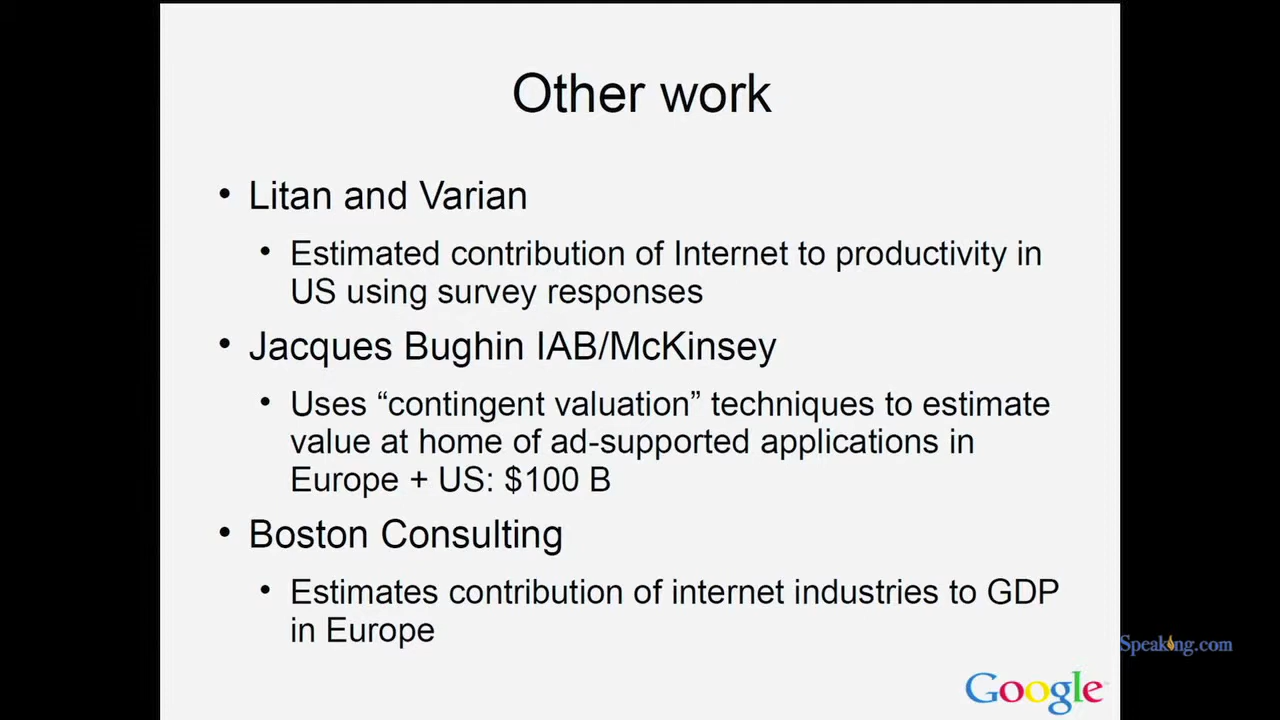 Other work
• Litan and Varian
• Estimated contribution of Internet to productivity in
US using survey responses
• Jacques Bughin IAB/McKinsey
• Uses “contingent valuation” techniques to estimate
value at home of ad-supported applications in
Europe + US: $100 B
• Boston Consulting
• Estimates contribution of internet industries to GDP
in Europe
Speaking.com
Google™